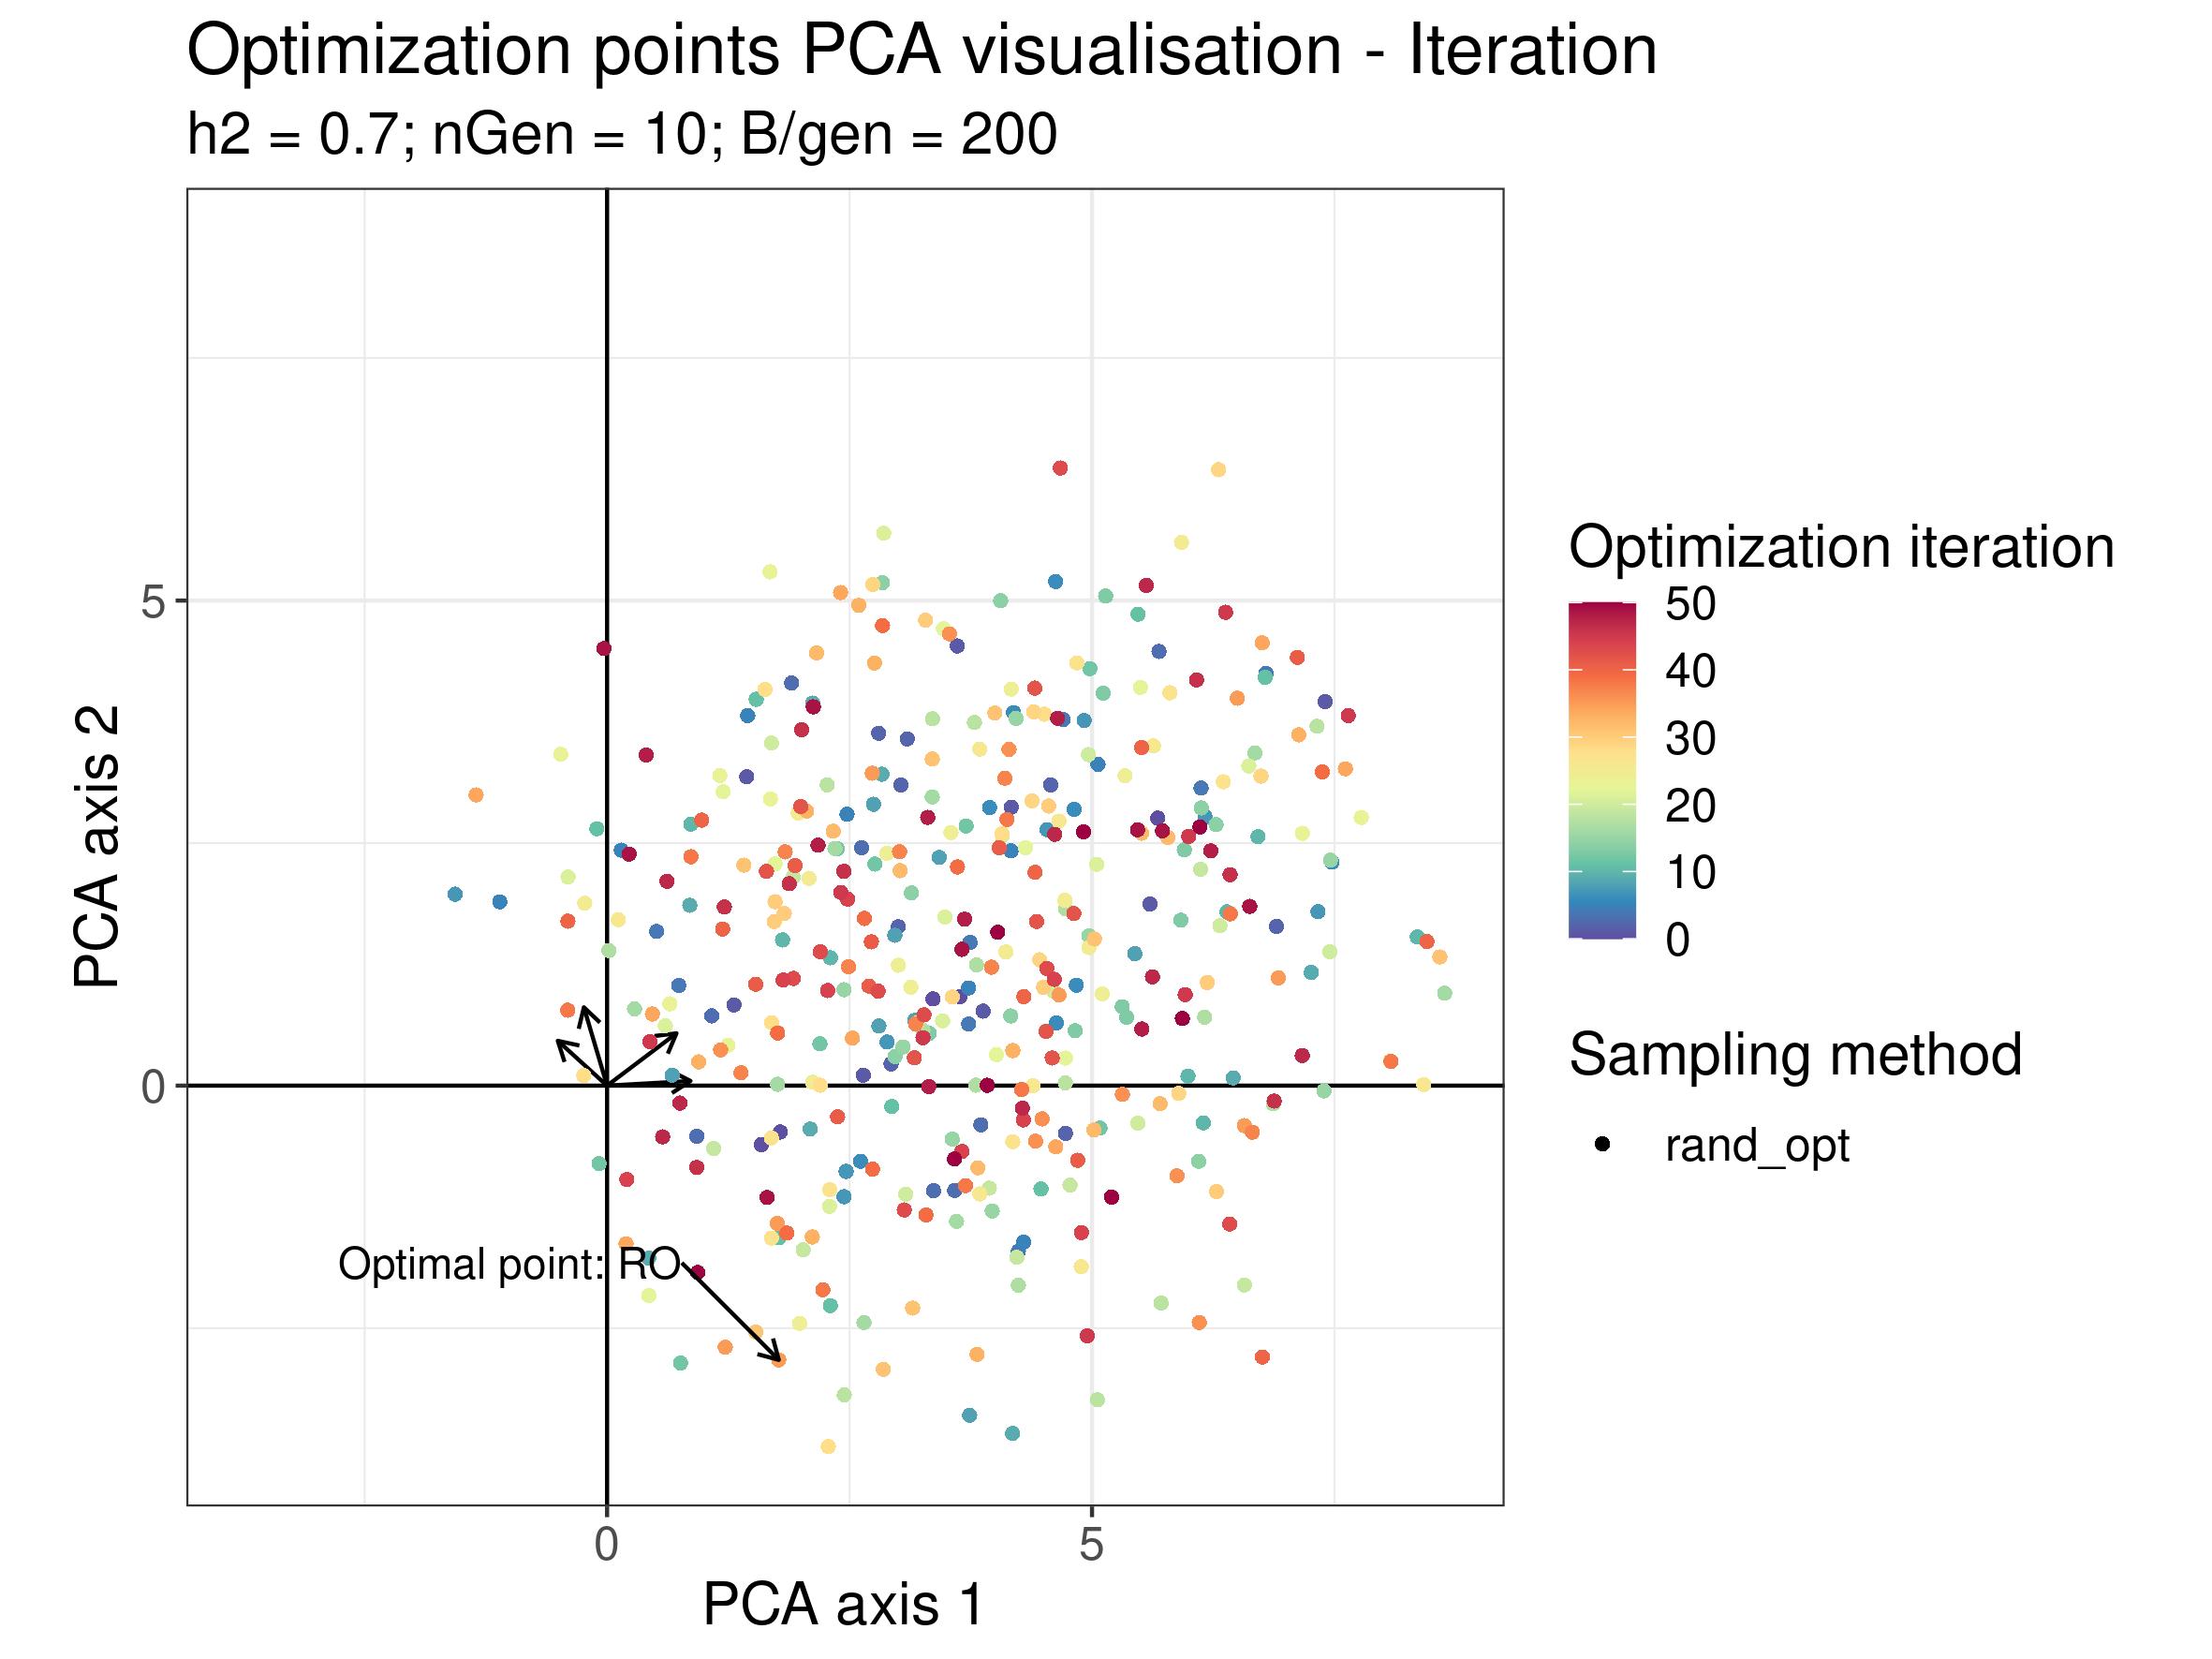 Optimization points PCA visualisation - Iteration
h2 = 0.7; nGen = 10; B/gen = 200
PCA axis 2
5
0
Optimal point: RO
0
5
PCA axis 1
Optimization iteration
50
40
30
20
10
0
Sampling method
rand_opt